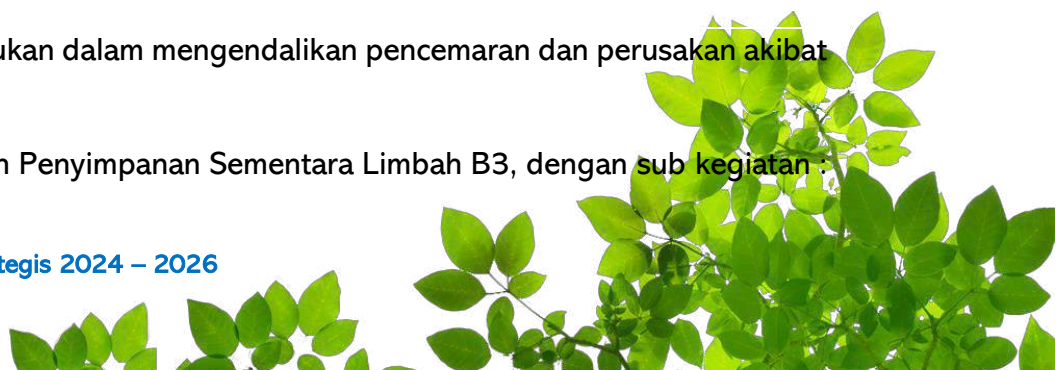 ukan dalam mengendalikan pencemaran dan perusakan akibat
n Penyimpanan Sementara Limbah B3, dengan sub kegiatan :
tegis 2024 – 2026